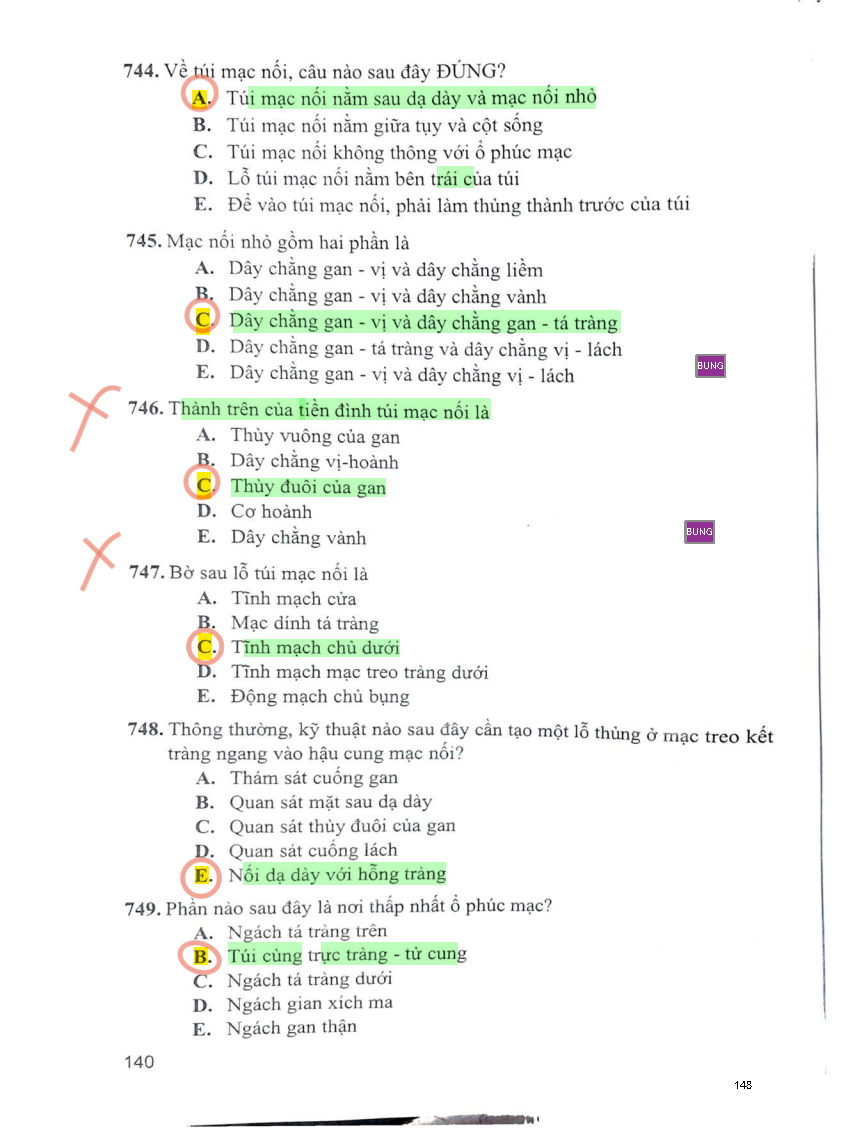 744. Về túi mạc nối, câu nào sau đây ĐÚNG?
A. Túi mạc nối nằm sau dạ dày và mạc nối nhỏ
B. Túi mạc nối nằm giữa tụy và cột sống
C. Túi mạc nối không thông với ổ phúc mạc
D. Lỗ túi mạc nối nằm bên trái của túi
E. Để vào túi mạc nối, phải làm thủng thành trước của túi
745. Mạc nối nhỏ gồm hai phần là
A. Dây chằng gan - vị và dây chằng liềm
B. Dây chằng gan - vị và dây chằng vành
C. Dây chằng gan - vị và dây chằng gan - tá tràng
D. Dây chằng gan - tá tràng và dây chằng vị - lách
E. Dây chằng gan - vị và dây chằng vị - lách
BUNG
746. Thành trên của tiền đình túi mạc nối là
A. Thùy vuông của gan
B. Dây chằng vị-hoành
C. Thùy đuôi của gan
D. Cơ hoành
E. Dây chằng vành
BUNG
747. Bờ sau lỗ túi mạc nối là
A. Tĩnh mạch cửa
B. Mạc dính tá tràng
C. Tĩnh mạch chủ dưới
D. Tĩnh mạch mạc treo tràng dưới
E. Động mạch chủ bụng
748. Thông thường, kỹ thuật nào sau đây cần tạo một lỗ thủng ở mạc treo kết
tràng ngang vào hậu cung mạc nối?
A. Thám sát cuống gan
B. Quan sát mặt sau dạ dày
C. Quan sát thùy đuôi của gan
D. Quan sát cuống lách
E. Nối dạ dày với hỗng tràng
749. Phần nào sau đây là nơi thấp nhất ổ phúc mạc?
A. Ngách tá tràng trên
B. Túi cùng trực tràng - tử cung
C. Ngách tá tràng dưới
D. Ngách gian xích ma
E. Ngách gan thận
140
148